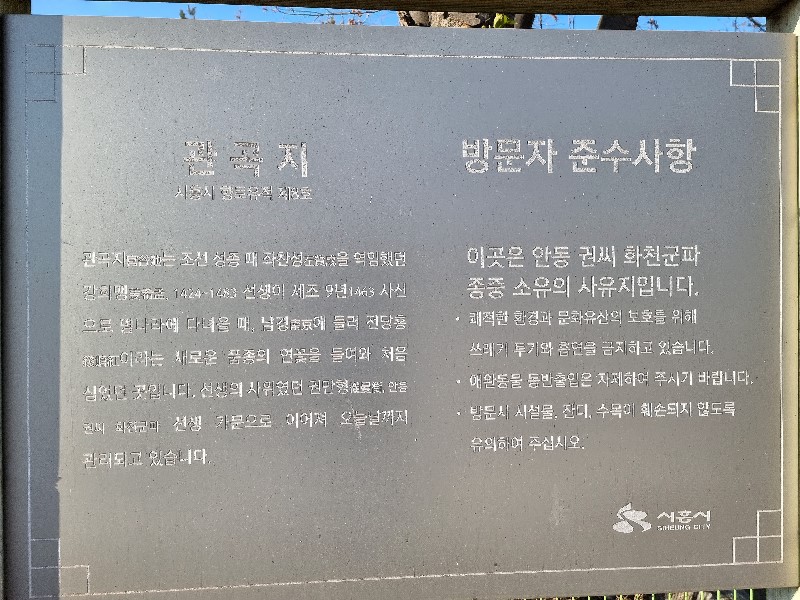 관곡지
시흥시 향토유적 제8호
관곡지는 조선 성종 때 좌찬성을 역임했던
강희맹 1424~1483 선생이 세조 9년1463 사신
으로 명나라에 다녀올 때, 남경에 들러 전당홍
이라는 새로운 품종의 연꽃을 들여와 처음
심었던 곳입니다. 선생의 사위였던 권만형 안동
권씨 화천군파 선생 가문으로 이어져 오늘날까지
관리되고 있습니다.
방문자 준수사항
이곳은 안동 권씨 화천군파
종중 소유의 사유지입니다.
· 쾌적한 환경과 문화유산의 보호를 위해
쓰레기 투기와 흡연를 금지하고 있습니다.
· 애완동물 동반출입은 자제하여 주시기 바랍니다.
· 방문시 시설물, 잔디, 수목이 훼손되지 않도록
유의하여 주십시오.
시흥시
SIHEUNG CITY